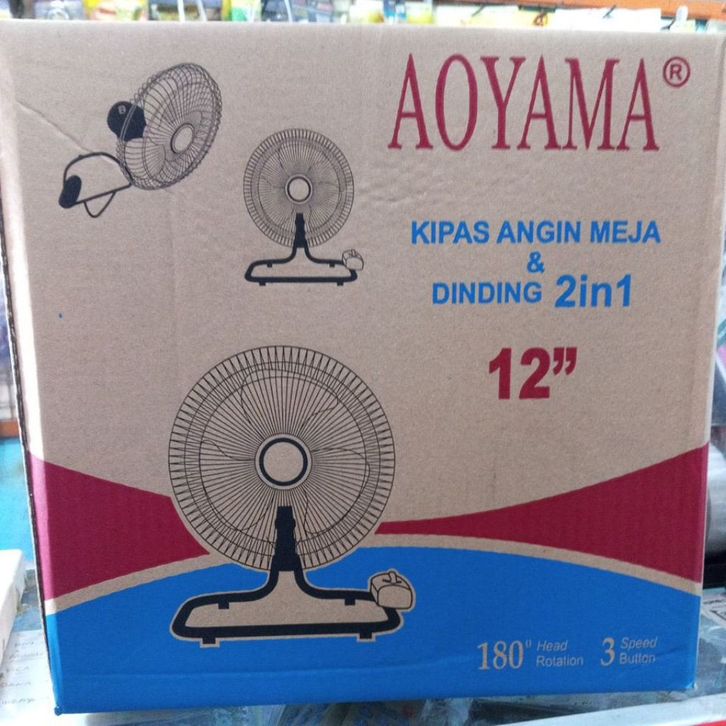 AOYAMA®
KIPAS ANGIN MEJA
&
DINDING 2in1
12”
180° Head Rotation
3 Speed Button